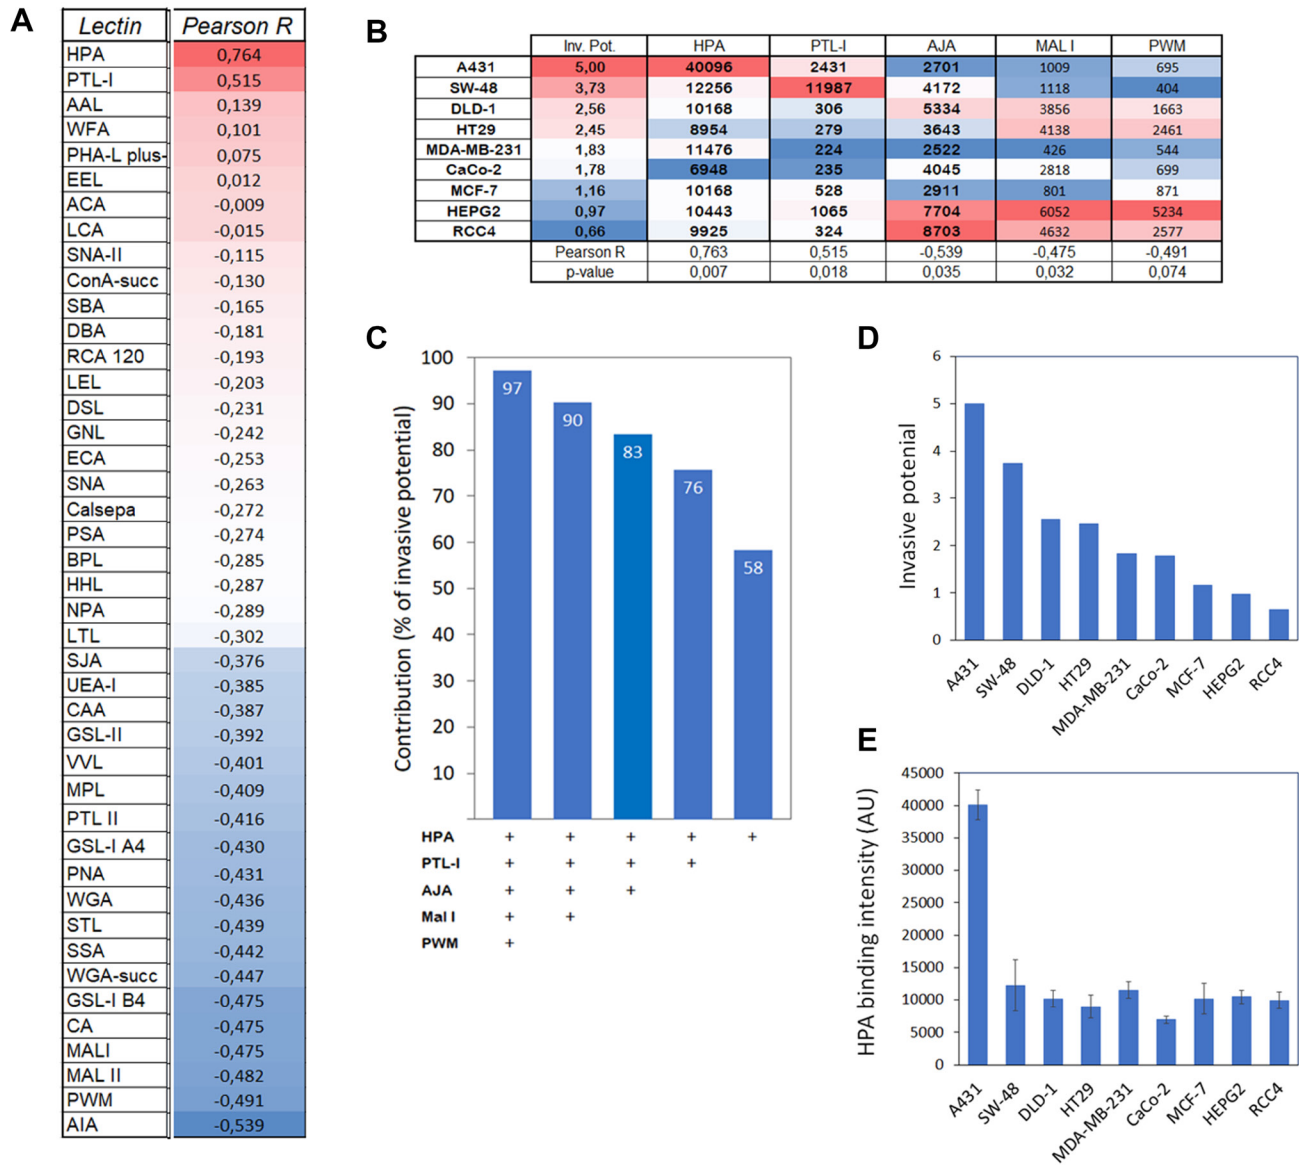 A
Lectin Pearson R
HPA 0,764
PTL-I 0,515
AAL 0,139
WFA 0,101
PHA-L plus- 0,075
EEL 0,012
ACA -0,009
LCA -0,015
SNA-II -0,115
ConA-succ -0,130
SBA -0,165
DBA -0,181
RCA 120 -0,193
LEL -0,203
DSL -0,231
GNL -0,242
ECA -0,253
SNA -0,263
Calsepa -0,272
PSA -0,274
BPL -0,285
HHL -0,287
NPA -0,289
LTL -0,302
SJA -0,376
UEA-I -0,385
CAA -0,387
GSL-II -0,392
VVL -0,401
MPL -0,409
PTL II -0,416
GSL-I A4 -0,430
PNA -0,431
WGA -0,436
STL -0,439
SSA -0,442
WGA-succ -0,447
GSL-I B4 -0,475
CA -0,475
MALI -0,475
MAL II -0,482
PWM -0,491
AIA -0,539
B
Inv. Pot. HPA PTL-I AJA MAL I PWM
A431 5,00 40096 2431 2701 1009 695
SW-48 3,73 12256 11987 4172 1118 404
DLD-1 2,56 10168 306 5334 3856 1663
HT29 2,45 8954 279 3643 4138 2461
MDA-MB-231 1,83 11476 224 2522 426 544
CaCo-2 1,78 6948 235 4045 2818 699
MCF-7 1,16 10168 528 2911 801 871
HEPG2 0,97 10443 1065 7704 6052 5234
RCC4 0,66 9925 324 8703 4632 2577
Pearson R 0,763 0,515 -0,539 -0,475 -0,491
p-value 0,007 0,018 0,035 0,032 0,074
C
Contribution (% of invasive potential)
100
90
80
70
60
50
40
30
20
10
97
90
83
76
58
HPA + + + + +
PTL-I + + + +
AJA + + +
Mal I + +
PWM +
D
Invasive potenial
6
5
4
3
2
1
0
A431
SW-48
DLD-1
HT29
MDA-MB-231
CaCo-2
MCF-7
HEPG2
RCC4
E
HPA binding intensity (AU)
45000
40000
35000
30000
25000
20000
15000
10000
5000
0
A431
SW-48
DLD-1
HT29
MDA-MB-231
CaCo-2
MCF-7
HEPG2
RCC4